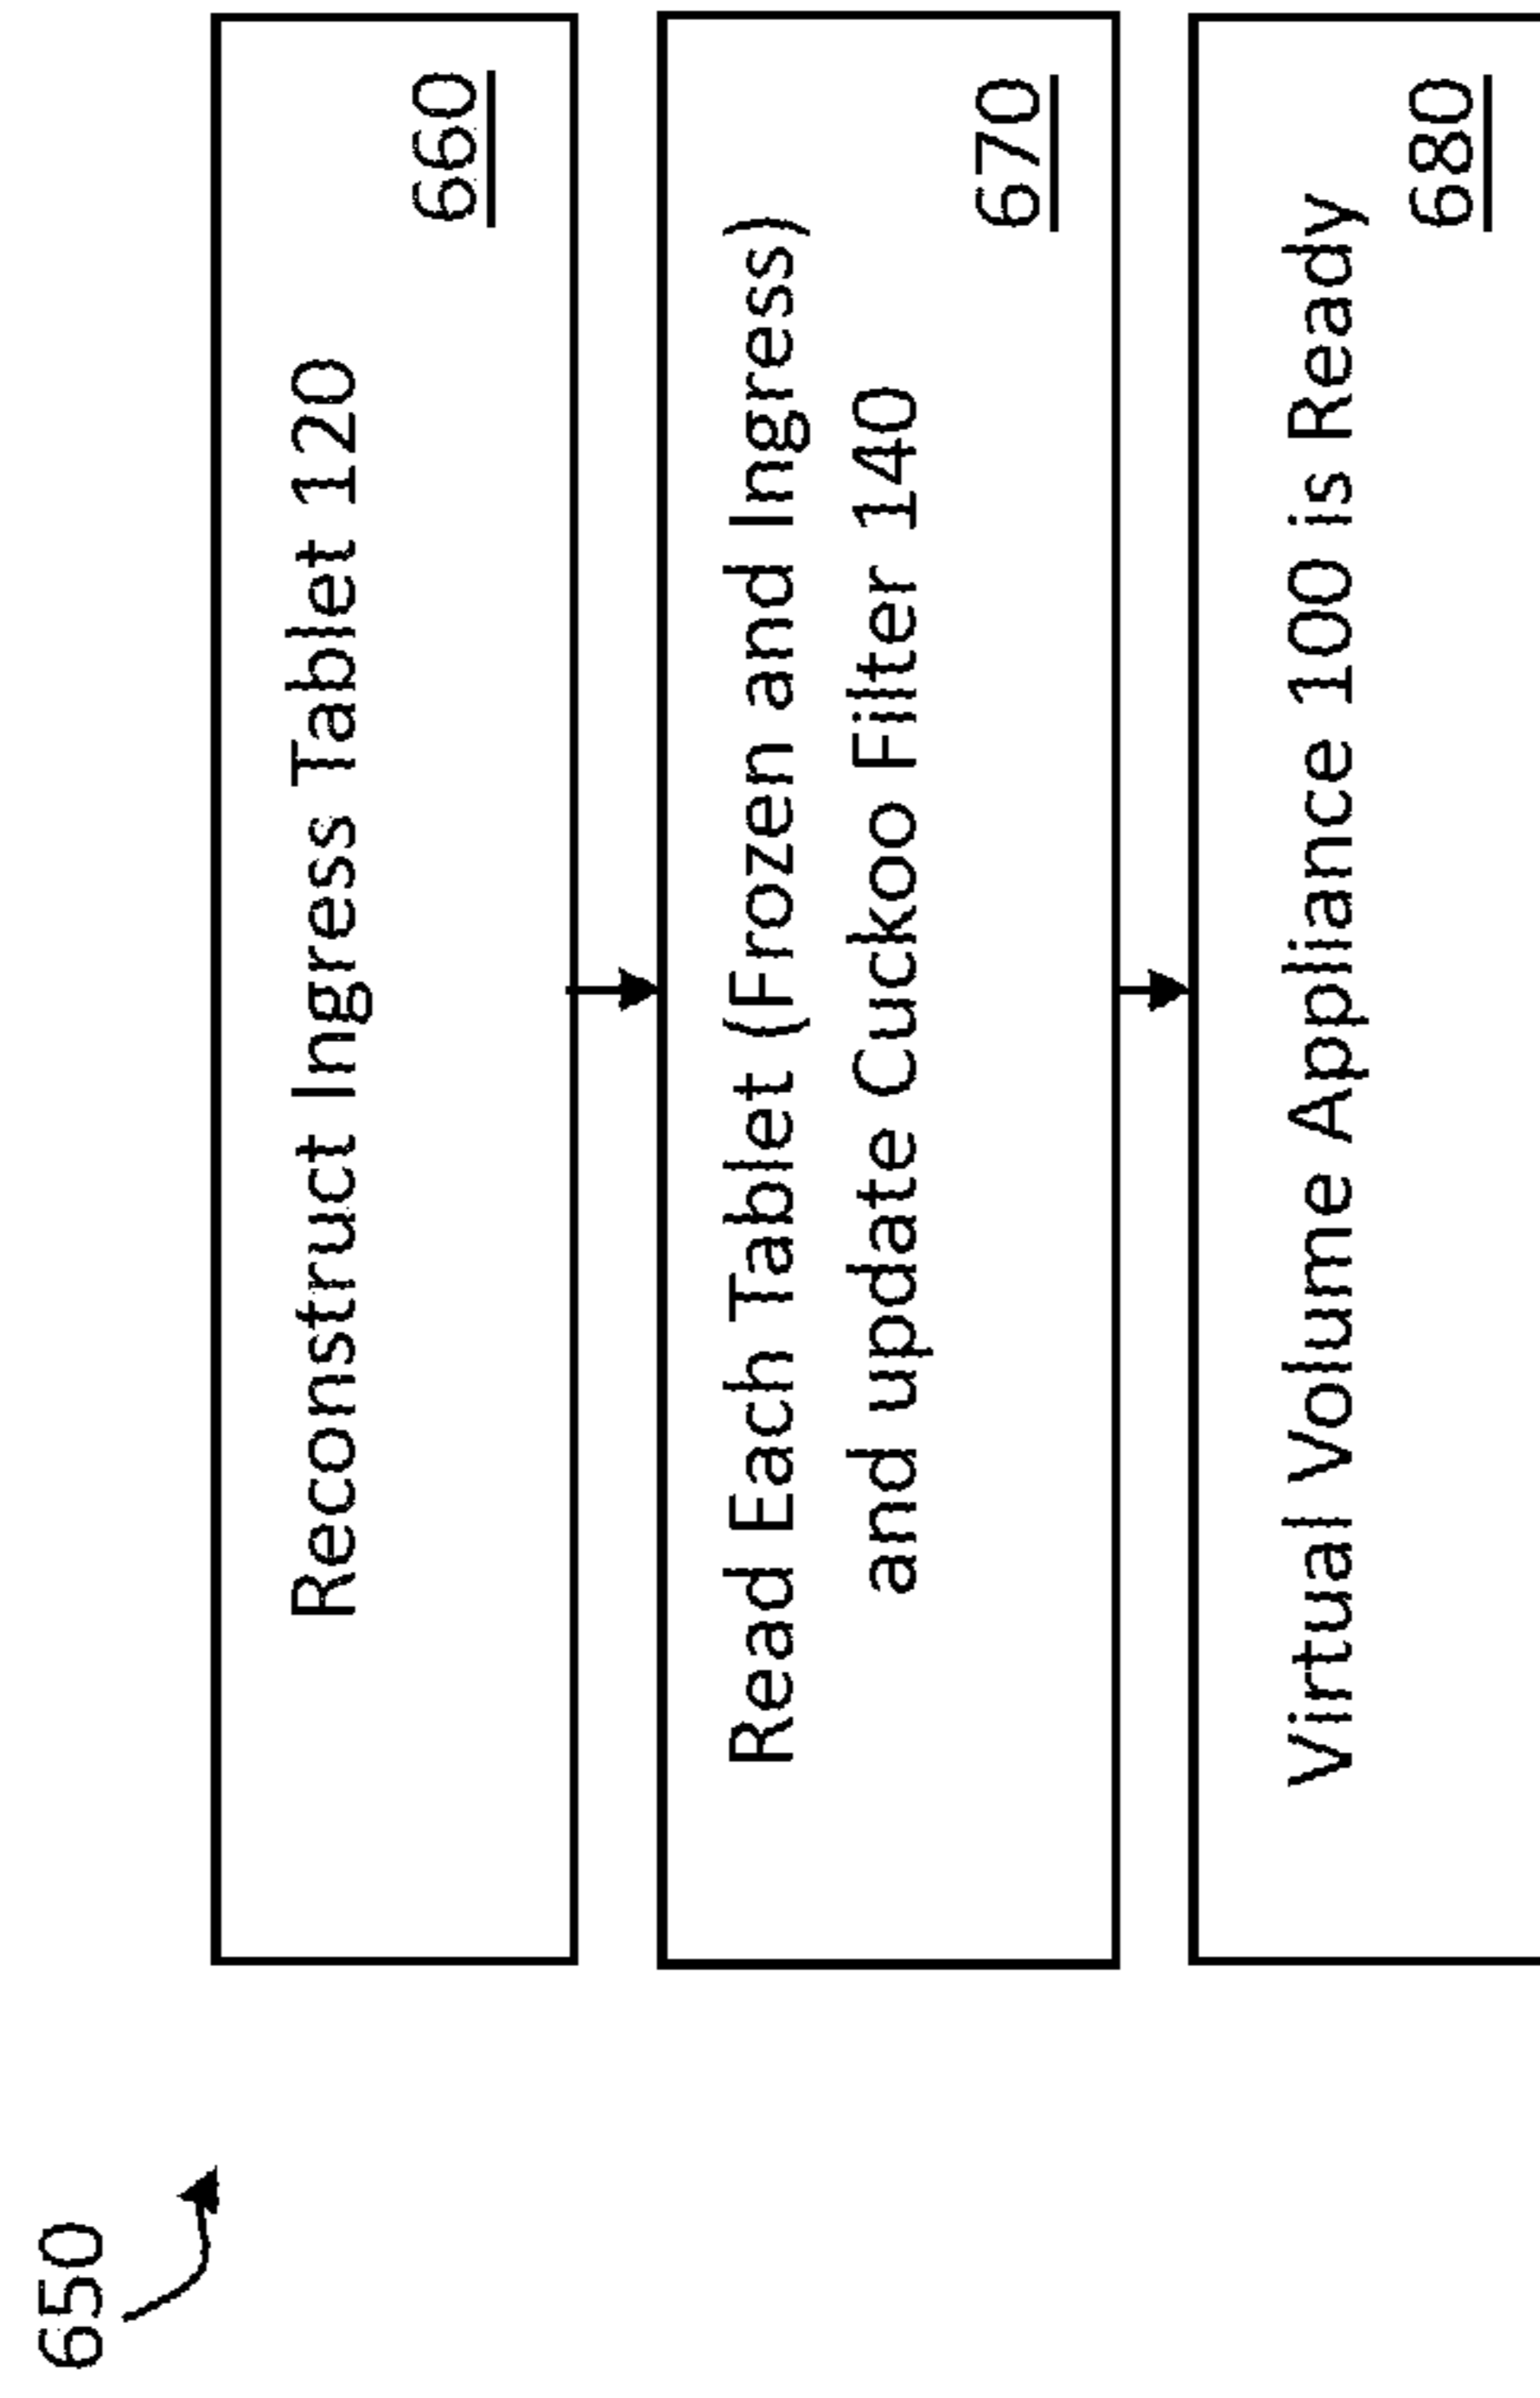 650
Reconstruct Ingress Tablet 120
660
Read Each Tablet (Frozen and Ingress)
and update Cuckoo Filter 140
670
Virtual Volume Appliance 100 is Ready
680